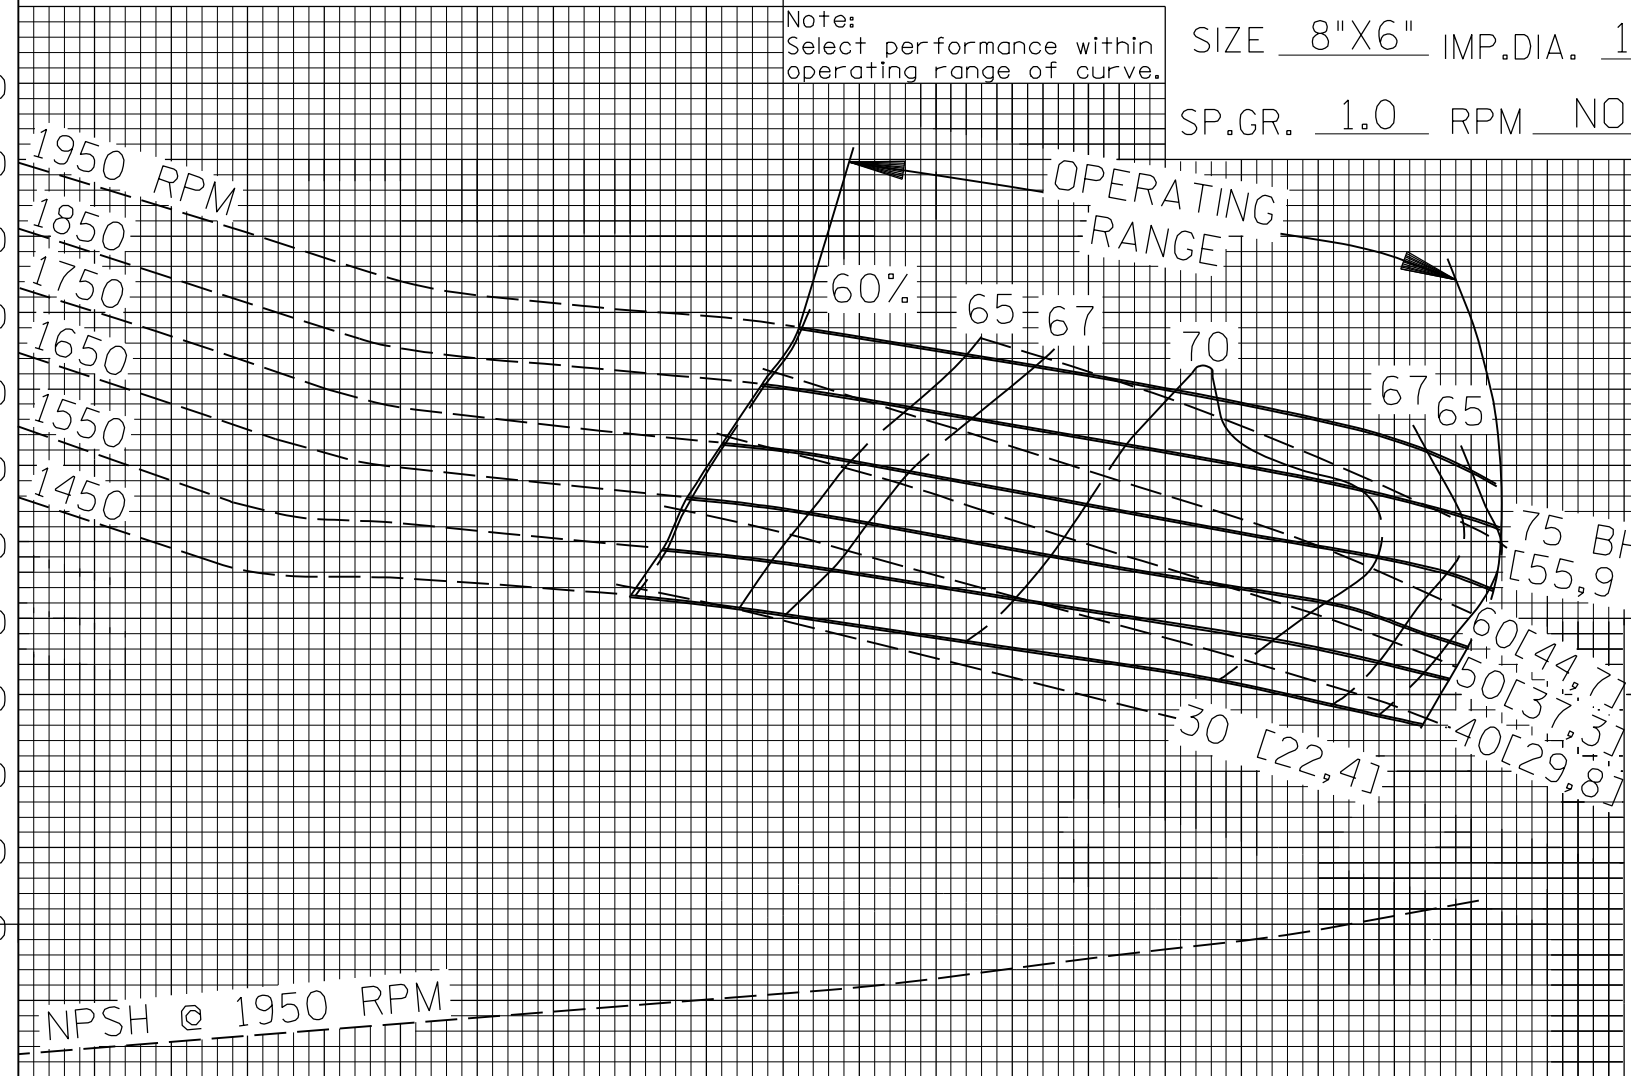 Note:
Select performance within
operating range of curve.
SIZE 8"X6" IMP.DIA. 1
SP.GR. 1.0 RPM NO
1950 RPM
1850
1750
1650
1550
1450
OPERATING
RANGE
60%
65
67
70
67
65
75
[55,9
60[44,7]
50[37,3]
40[29,8]
30 [22,4]
NPSH @ 1950 RPM